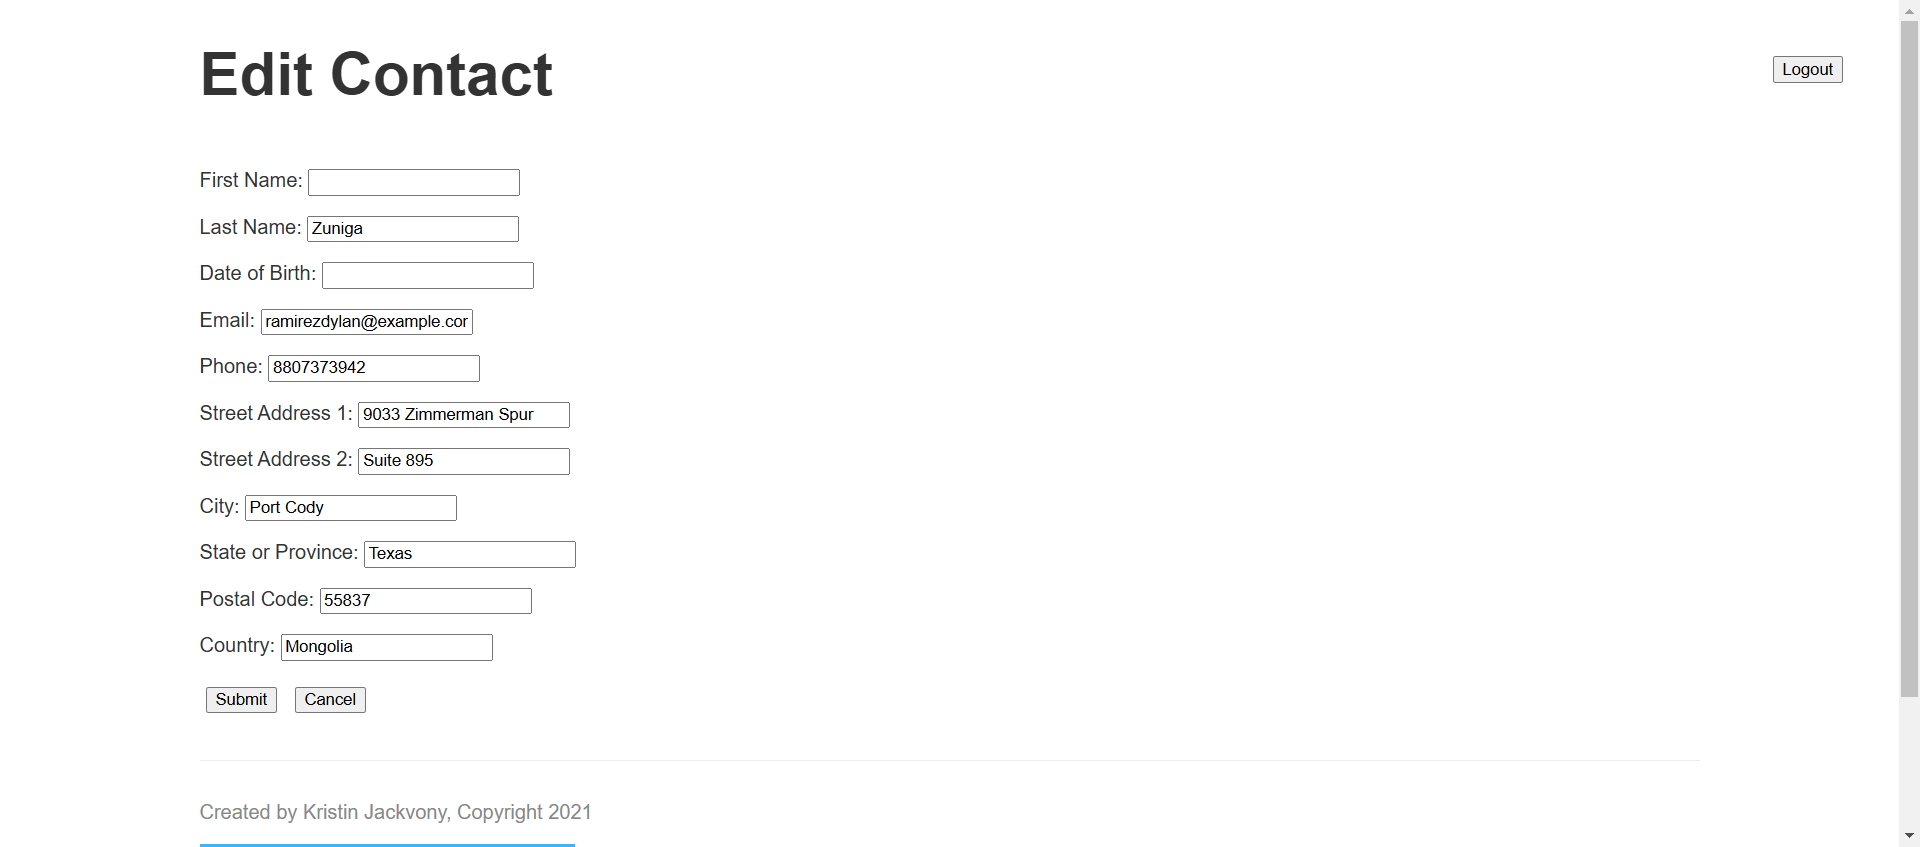 Edit Contact
Logout
First Name:
Last Name: Zuniga
Date of Birth:
Email: ramirezdylan@example.cor
Phone: 8807373942
Street Address 1: 9033 Zimmerman Spur
Street Address 2: Suite 895
City: Port Cody
State or Province: Texas
Postal Code: 55837
Country: Mongolia
Submit Cancel
Created by Kristin Jackvony, Copyright 2021